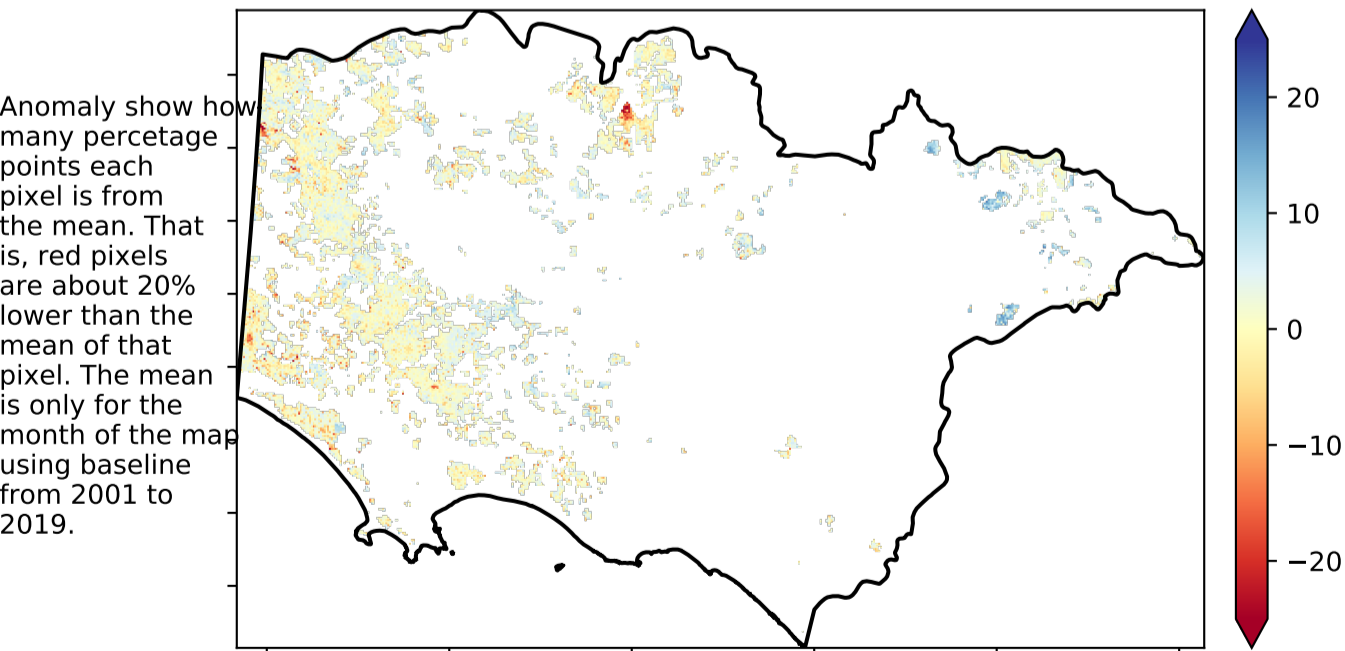 Anomaly show how
many percetage
points each
pixel is from
the mean. That
is, red pixels
are about 20%
lower than the
mean of that
pixel. The mean
is only for the
month of the map
using baseline
from 2001 to
2019.
20
10
0
−10
−20